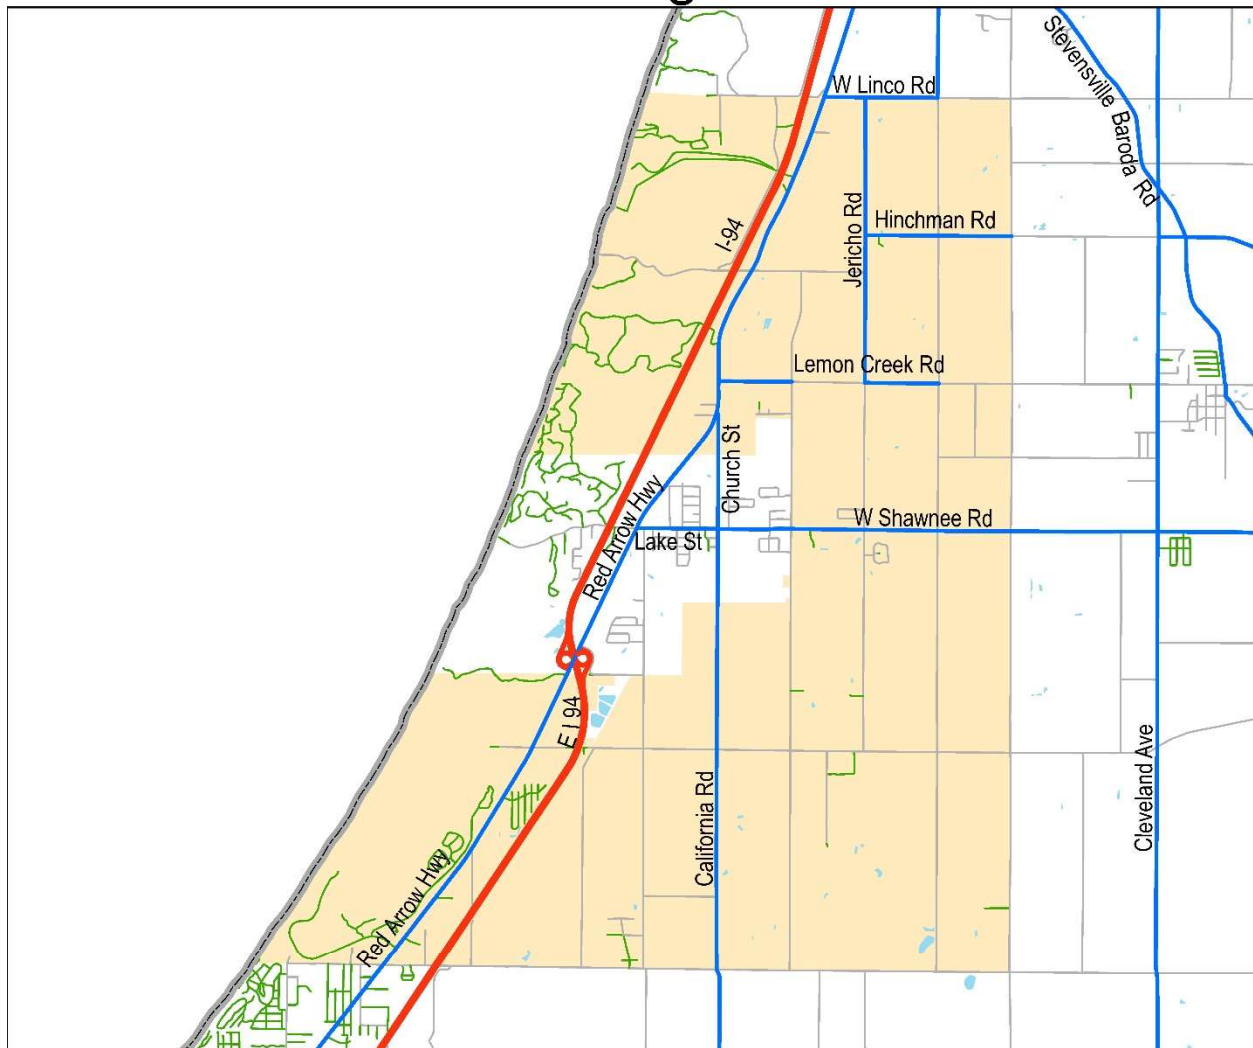 W Linco Rd
Stevensville Baroda Rd
I-94
Jericho Rd
Hinchman Rd
Lemon Creek Rd
Church St
Red Arrow Hwy
W Shawnee Rd
Lake St
E I 94
California Rd
Cleveland Ave
Red Arrow Hwy